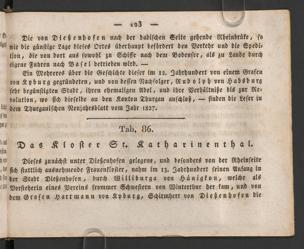 — 123 —
Die von Dießenhofen nach der badischen Seite gehende Rheinbrüke, so
wie die günstige Lage dieses Ortes überhaupt befördert den Verkehr und die Spedi-
tion, die von dort aus sowohl zu Schiffe nach dem Bodensee, als zu Lande durch
eigene Fuhren nach Basel betrieben wird. —
Ein Mehreres über die Geschichte dieser im 12. Jahrhundert von einem Grafen
von Kyburg gegründeten, und von dessen Nachfolger, Rudolph von Habsburg
sehr begünstigten Stadt, ihren ehemaligen Adel, und ihre Verhältniße bis zur Re-
volution, wo sich dieselbe an den Kanton Thurgau anschloß, — finden die Leser in
dem Thurgauischen Neujahrsblatt vom Jahr 1827.
Tab. 86.
Das Kloster St. Katharinenthal.
Dieses zunächst unter Dießenhofen gelegene, und besonders von der Rheinseite
sich stattlich ausnehmende Frauenkloster, nahm im 13. Jahrhundert seinen Anfang in
der Stadt Dießenhofen, durch Williburga von Hünigkon, welche als
Vorsteherin eines Vereins frommer Schwestern von Winterthur her kam, und von
dem Grafen Hartmann von Kyburg, Schirmherr von Dießenhofen die